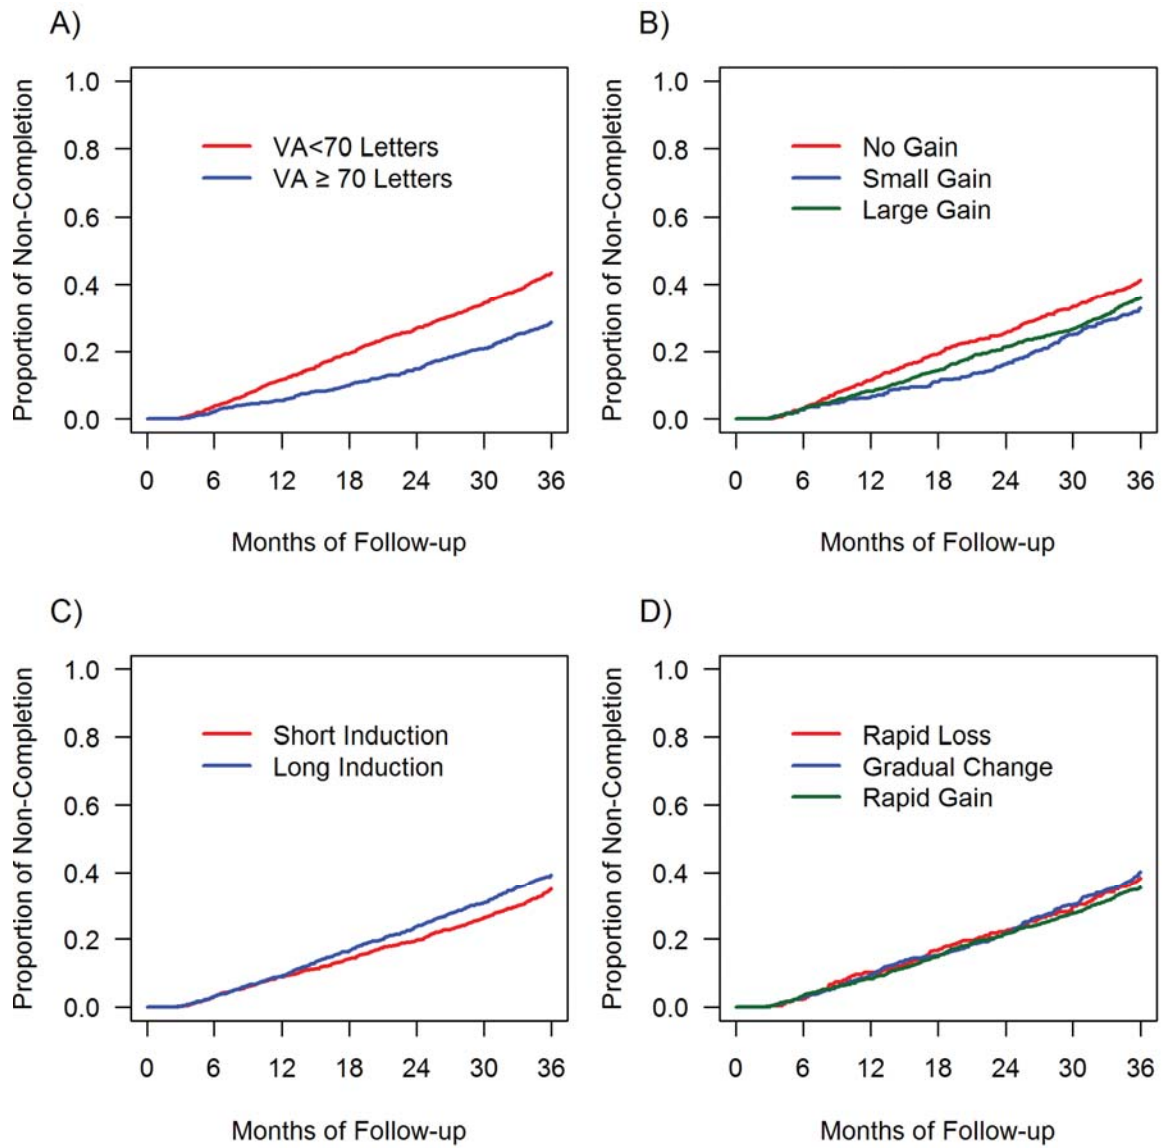 A)
Proportion of Non-Completion
1.0
0.8
0.6
0.4
0.2
0.0
VA<70 Letters
VA ≥ 70 Letters
0 6 12 18 24 30 36
Months of Follow-up
B)
Proportion of Non-Completion
1.0
0.8
0.6
0.4
0.2
0.0
No Gain
Small Gain
Large Gain
0 6 12 18 24 30 36
Months of Follow-up
C)
Proportion of Non-Completion
1.0
0.8
0.6
0.4
0.2
0.0
Short Induction
Long Induction
0 6 12 18 24 30 36
Months of Follow-up
D)
Proportion of Non-Completion
1.0
0.8
0.6
0.4
0.2
0.0
Rapid Loss
Gradual Change
Rapid Gain
0 6 12 18 24 30 36
Months of Follow-up